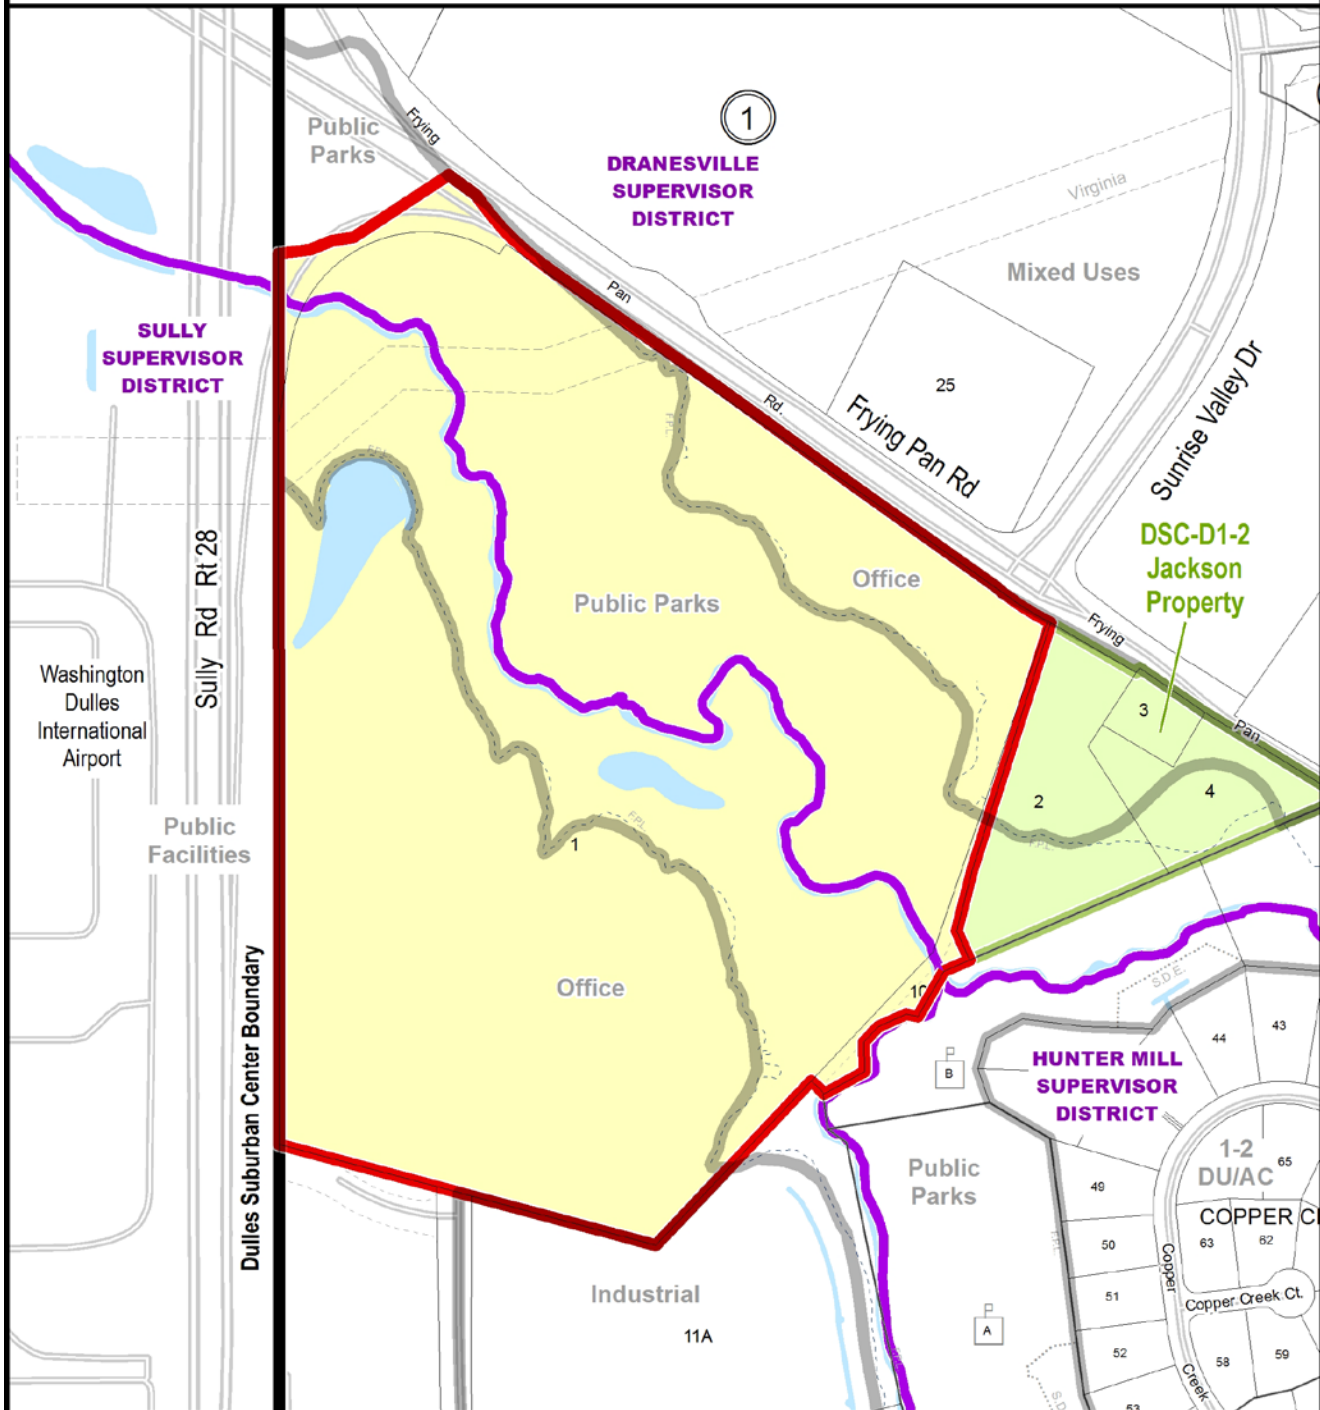 Public
Parks
Frying
1
DRANESVILLE
SUPERVISOR
DISTRICT
Virginia
Mixed Uses
Pan
SULLY
SUPERVISOR
DISTRICT
25
Rd.
Frying Pan Rd
Sunrise Valley Dr
F.P.L.
F.P.L.
Sully Rd Rt 28
DSC-D1-2
Jackson
Property
Office
Public Parks
Frying
Washington
Dulles
International
Airport
3
Pan
2
4
Public
Facilities
F.P.L.
1
F.P.L.
Dulles Suburban Center Boundary
Office
10
S.D.E.
44
43
B
HUNTER MILL
SUPERVISOR
DISTRICT
1-2
DU/AC
65
Public
Parks
49
COPPER C
50
63
62
F.P.L.
Copper
Industrial
51
Copper Creek Ct.
11A
A
52
58
59
Creek
F.P.L.
S.D.
53